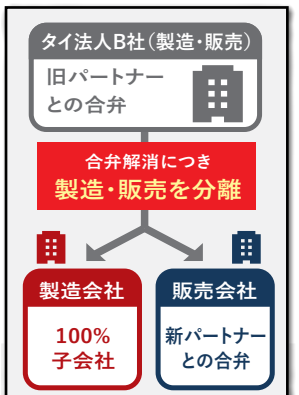 タイ法人B社（製造・販売）
旧パートナー
との合弁
合弁解消につき
製造・販売を分離
製造会社
100%
子会社
販売会社
新パートナー
との合弁